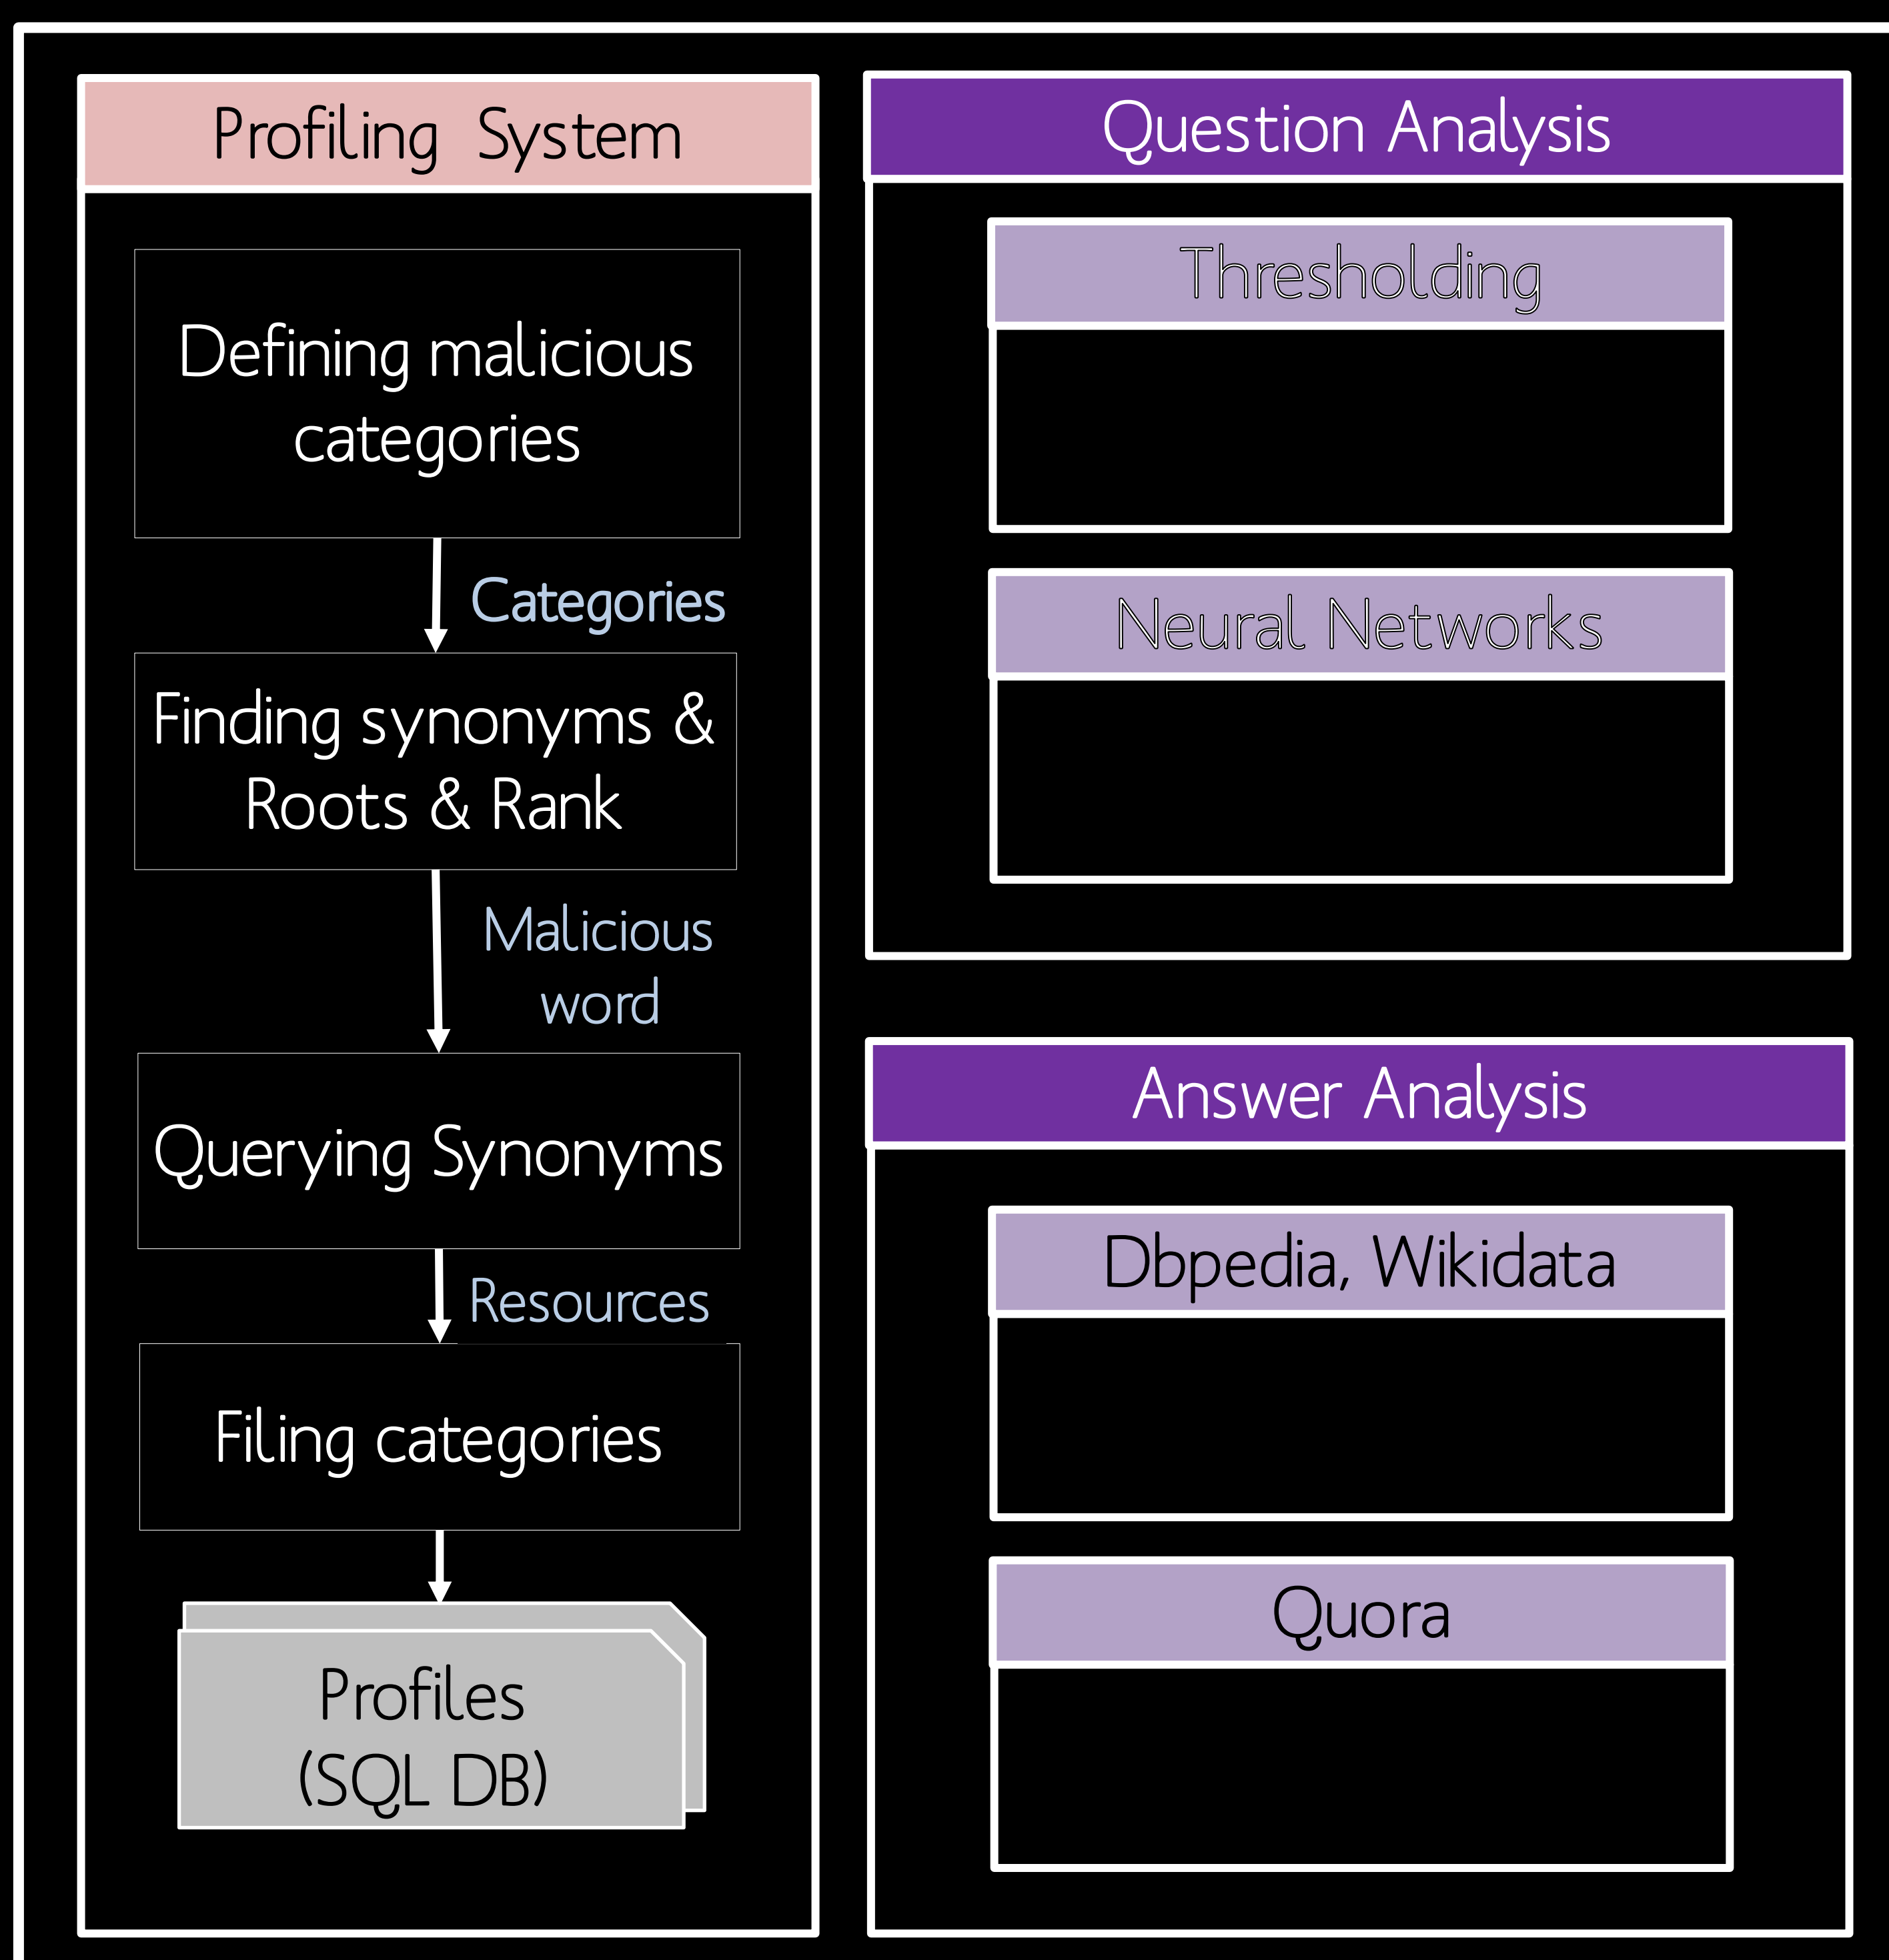 Profiling System
Defining malicious
categories
Categories
Finding synonyms &
Roots & Rank
Malicious
word
Querying Synonyms
Resources
Filing categories
Profiles
(SQL DB)
Question Analysis
Thresholding
Neural Networks
Answer Analysis
Dbpedia, Wikidata
Quora